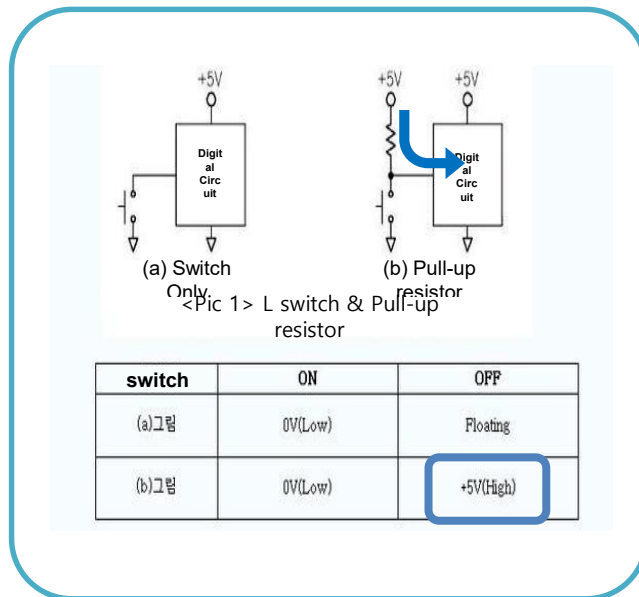 +5V
+5V
+5V
Digit
al
Circ
uit
Digit
al
Circ
uit
(a) Switch
Only
(b) Pull-up
resistor
<Pic 1> L switch & Pull-up
resistor
switch ON OFF
(a)그림 0V(Low) Floating
(b)그림 0V(Low) +5V(High)